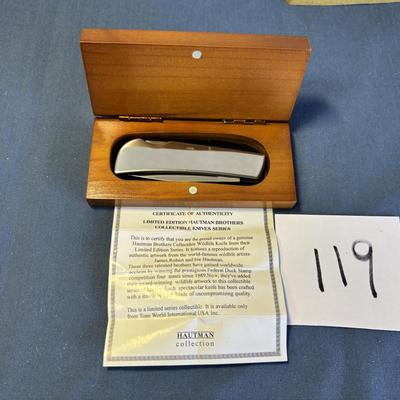 CERTIFICATE OF AUTHENTICITY
LIMITED EDITION HAUTMAN BROTHERS
COLLECTIBLE KNIVES SERIES
This is to certify that you are the proud owner of a genuine
Hautman Brothers Collectible Wildlife Knife from their
Limited Edition Series. It features a reproduction of
authentic artwork from the world-famous wildlife artists-
James, Robert and Joe Hautman.
These three talented brothers have gained worldwide
acclaim by winning the prestigious Federal Duck Stamp
competition four times since 1989. Now, they've added
their award-winning wildlife artwork to this collectible
series of knives. Each spectacular knife has been crafted
with a blade of uncompromising quality.
This is a limited series collectible. It is available only
from Tone World International USA Inc.
HAUTMAN
collection
119